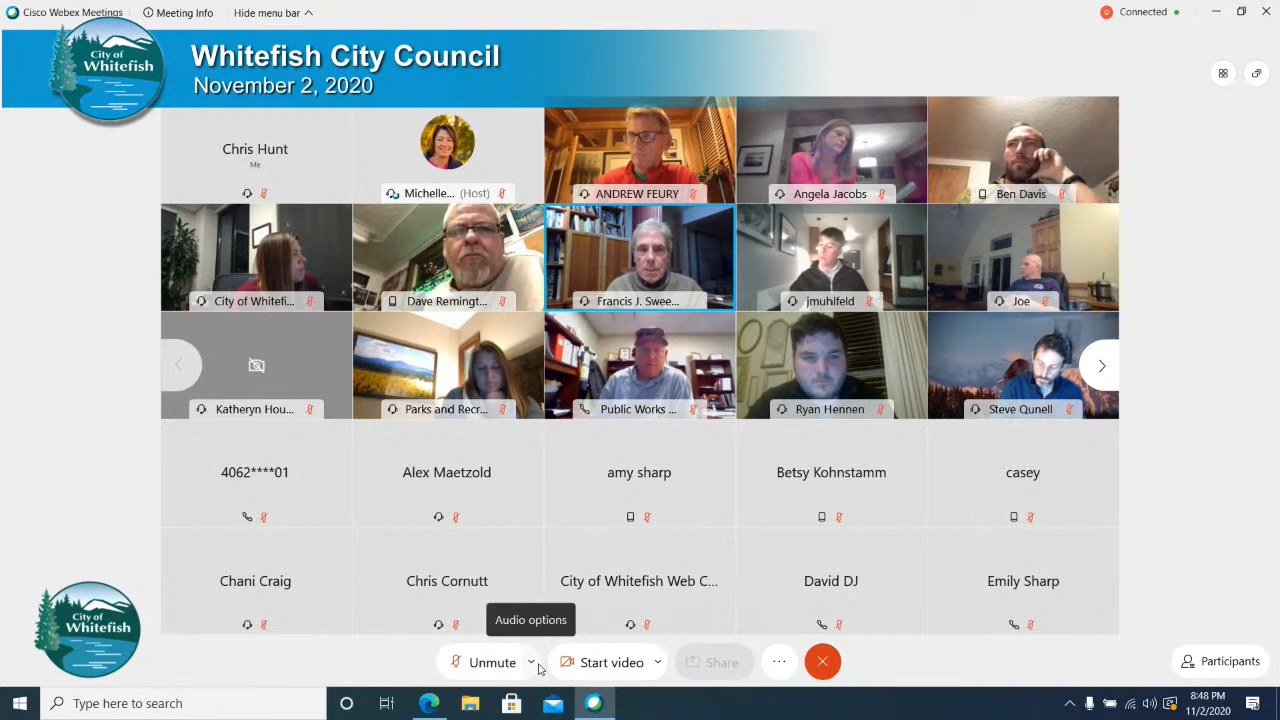 Cisco Webex Meetings
Meeting Info
Hide menu bar
Connected
City of
Whitefish
Whitefish City Council
November 2, 2020
Chris Hunt
Me
Michelle... (Host)
ANDREW FEURY
Angela Jacobs
Ben Davis
City of Whitefi...
Dave Remingt...
Francis J. Swee...
jmuhlfeld
Joe
Katheryn Hou...
Parks and Recr...
Public Works ...
Ryan Hennen
Steve Qunell
4062****01
Alex Maetzold
amy sharp
Betsy Kohnstamm
casey
Chani Craig
Chris Cornutt
City of Whitefish Web C...
David DJ
Emily Sharp
City of
Whitefish
Audio options
Unmute
Start video
Share
Participants
Type here to search
8:48 PM
11/2/2020